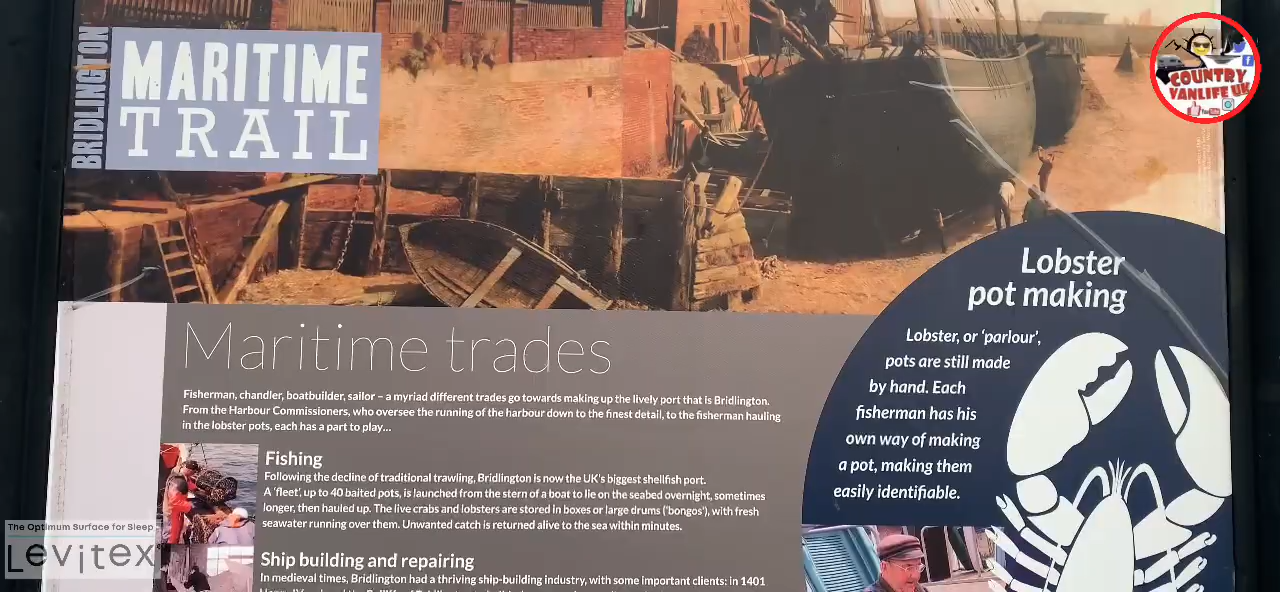 BRIDLINGTON
MARITIME
TRAIL
COUNTRY
VANLIFE UK
Lobster
pot making
Lobster, or ‘parlour’,
pots are still made
by hand. Each
fisherman has his
own way of making
a pot, making them
easily identifiable.
Maritime trades
Fisherman, chandler, boatbuilder, sailor – a myriad different trades go towards making up the lively port that is Bridlington.
From the Harbour Commissioners, who oversee the running of the harbour down to the finest detail, to the fisherman hauling
in the lobster pots, each has a part to play...
Fishing
Following the decline of traditional trawling, Bridlington is now the UK's biggest shellfish port.
A ‘fleet’, up to 40 baited pots, is launched from the stern of a boat to lie on the seabed overnight, sometimes
longer, then hauled up. The live crabs and lobsters are stored in boxes or large drums (‘bongos’), with fresh
seawater running over them. Unwanted catch is returned alive to the sea within minutes.
Ship building and repairing
In medieval times, Bridlington had a thriving ship-building industry, with some important clients: in 1401
The Optimum Surface for Sleep
Levitex